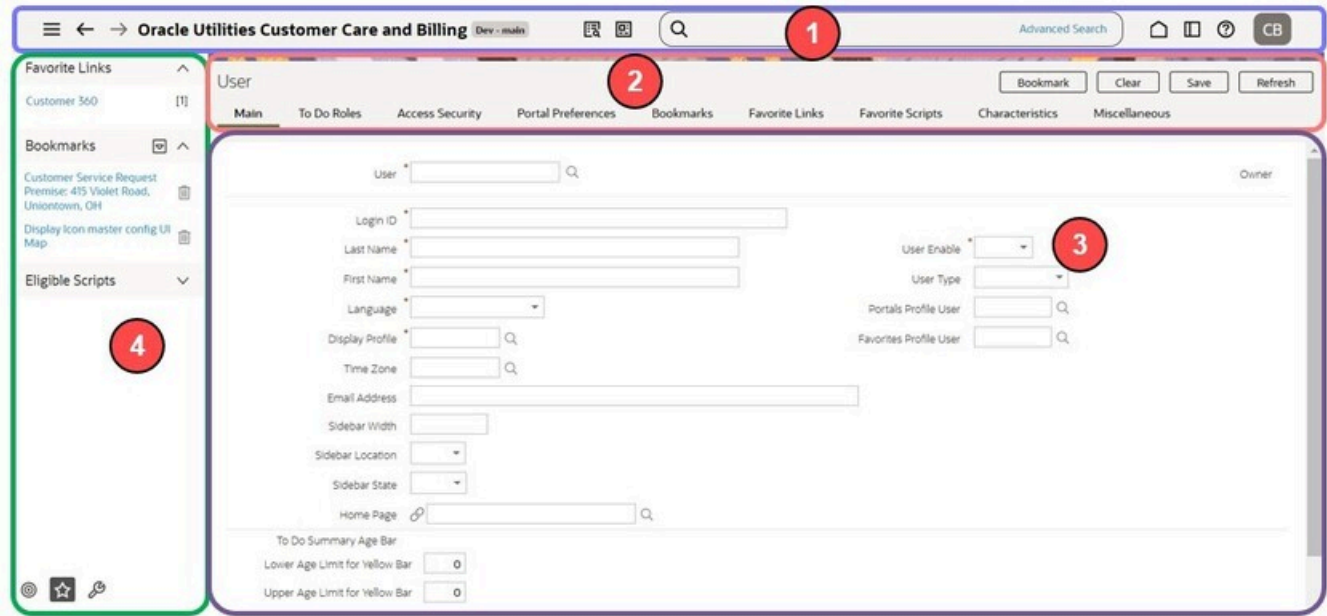 Oracle Utilities Customer Care and Billing Dev - main Advanced Search CB
1
Favorite Links
Customer 360 [1]
Bookmarks
Customer Service Request
Premise: 415 Violet Road,
Uniontown, OH
Display Icon master config UI
Map
Eligible Scripts
4
User
2
Bookmark Clear Save Refresh
Main To Do Roles Access Security Portal Preferences Bookmarks Favorite Links Favorite Scripts Characteristics Miscellaneous
User * Owner
Login ID *
3
Last Name * User Enable *
First Name * User Type
Language * Portals Profile User
Display Profile * Favorites Profile User
Time Zone
Email Address
Sidebar Width
Sidebar Location
Sidebar State
Home Page
To Do Summary Age Bar
Lower Age Limit for Yellow Bar 0
Upper Age Limit for Yellow Bar 0